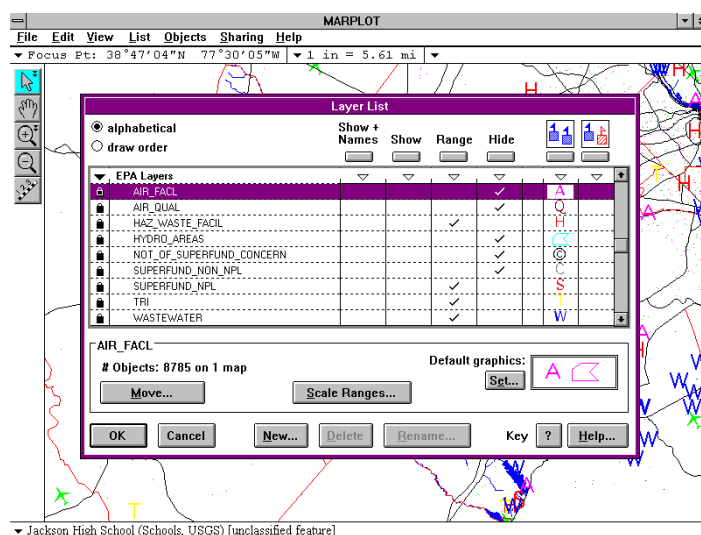 MARPLOT
File Edit View List Objects Sharing Help
Focus Pt: 38°47'04"N 77°30'05"W 1 in = 5.61 mi
Layer List
alphabetical
draw order
Show + Names Show Range Hide
EPA Layers
AIR_FACL A
AIR_QUAL Q
HAZ_WASTE_FACIL H
HYDRO_AREAS
NOT_OF_SUPERFUND_CONCERN ©
SUPERFUND_NON_NPL C
SUPERFUND_NPL S
TRI T
WASTEWATER W
AIR_FACL
# Objects: 8785 on 1 map
Default graphics:
Move... Scale Ranges... Set... A
OK Cancel New... Delete Rename... Key ? Help...
Jackson High School (Schools, USGS) [unclassified feature]